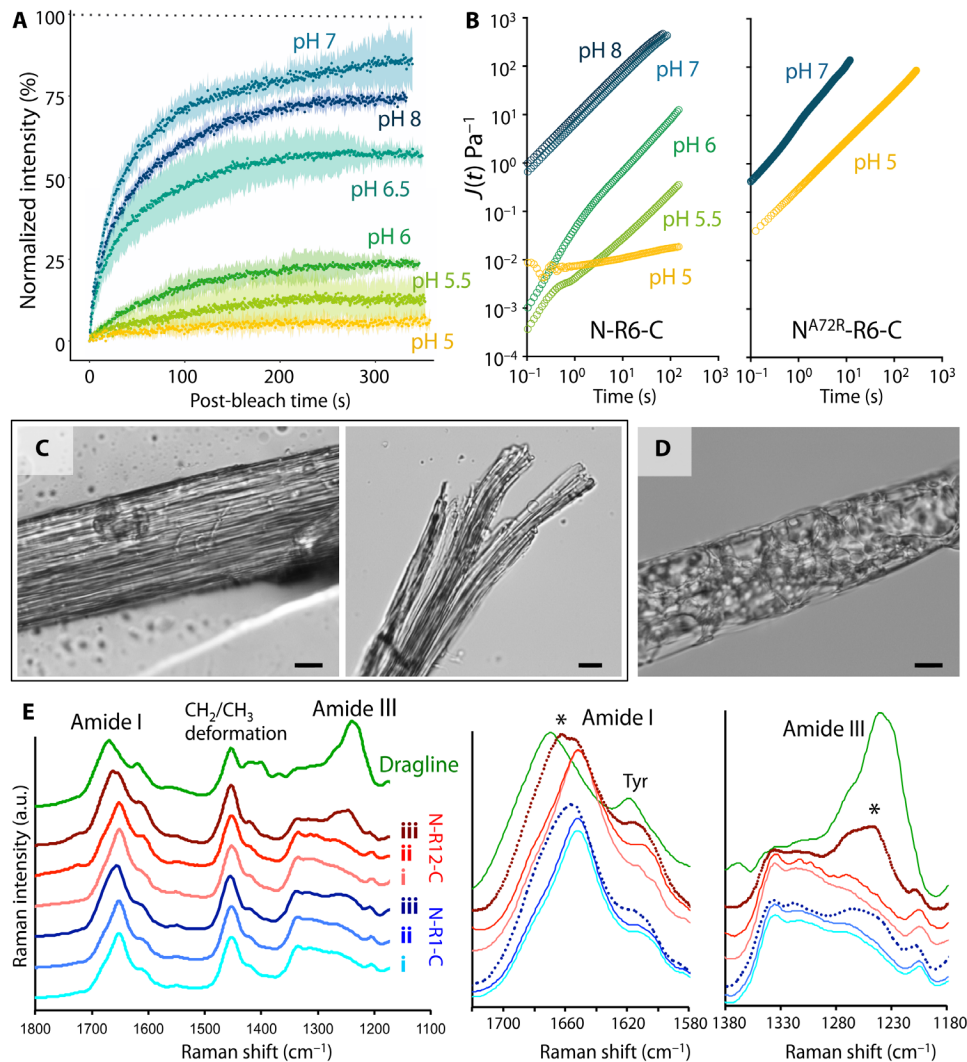 A
100
75
50
25
0
Normalized intensity (%)
pH 7
pH 8
pH 6.5
pH 6
pH 5.5
pH 5
0
100
200
300
Post-bleach time (s)
B
10³
10²
10¹
10⁰
10⁻¹
10⁻²
10⁻³
10⁻⁴
J(t) Pa⁻¹
pH 8
pH 7
pH 6
pH 5.5
pH 5
N-R6-C
10⁻¹
10⁰
10¹
10²
10³
Time (s)
pH 7
pH 5
Nᴬ⁷²ᴿ-R6-C
10⁻¹
10⁰
10¹
10²
10³
Time (s)
C
D
E
Raman intensity (a.u.)
Amide I
CH₂/CH₃
deformation
Amide III
Dragline
iii
ii
i
N-R12-C
iii
ii
i
N-R1-C
1800
1700
1600
1500
1400
1300
1200
1100
Raman shift (cm⁻¹)
*
Amide I
Tyr
1700
1660
1620
1580
Raman shift (cm⁻¹)
Amide III
*
1380
1330
1280
1230
1180
Raman shift (cm⁻¹)